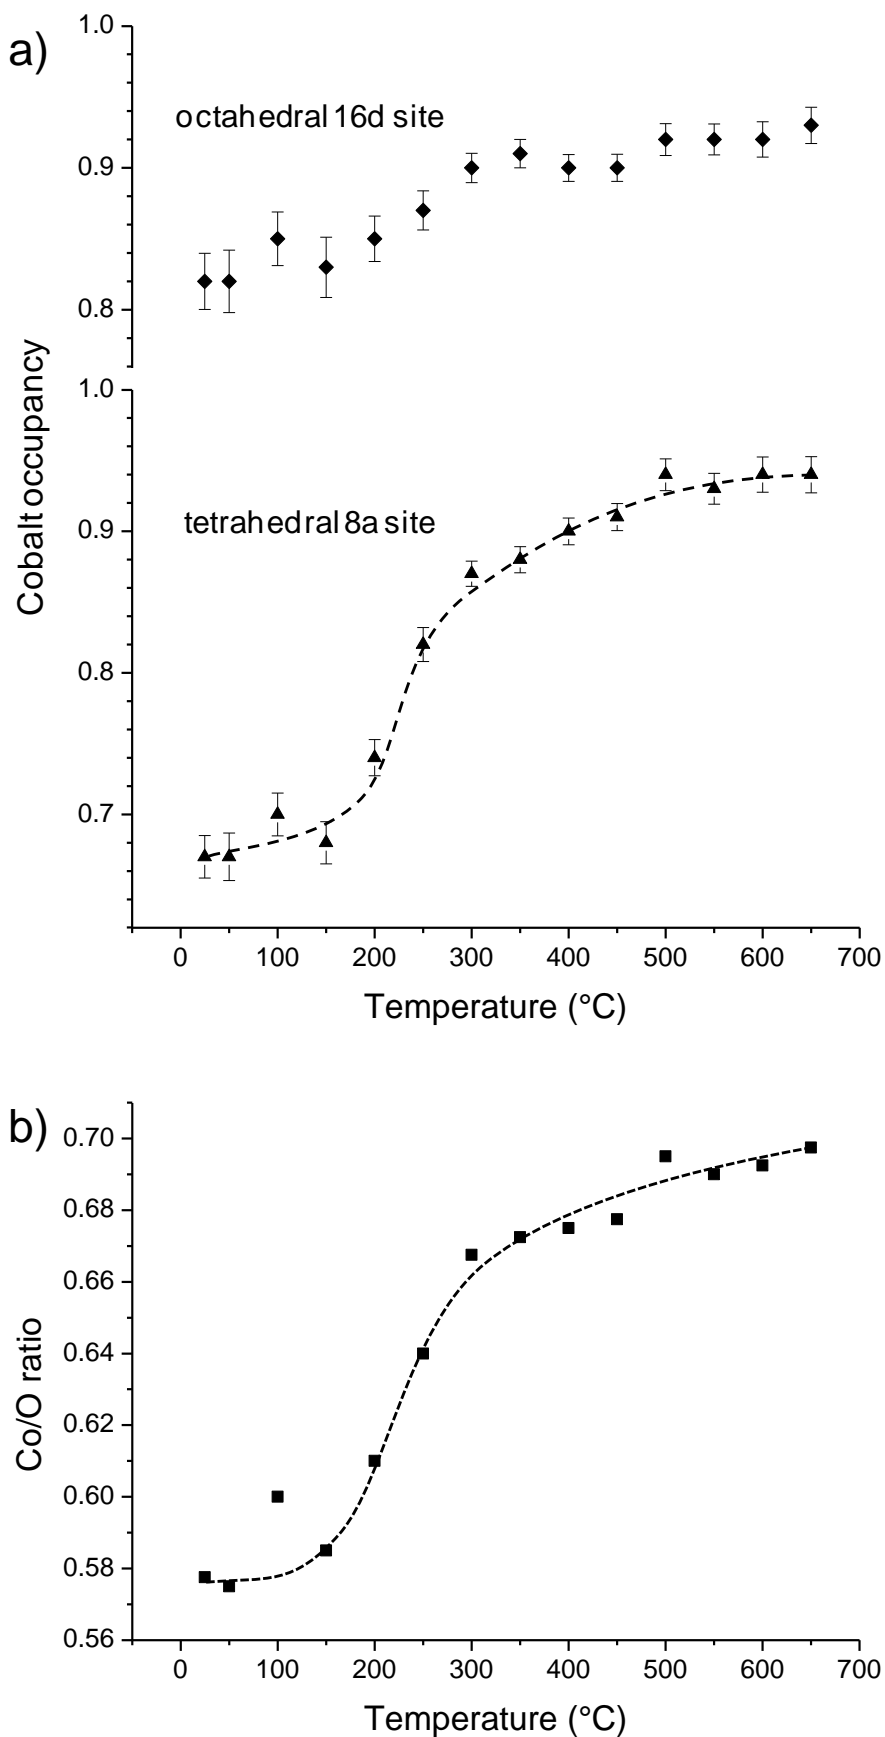 a)
1.0
octahedral 16d site
0.9
0.8
Cobalt occupancy
1.0
tetrahedral 8a site
0.9
0.8
0.7
0 100 200 300 400 500 600 700
Temperature (°C)
b)
0.70
0.68
0.66
0.64
Co/O ratio
0.62
0.60
0.58
0.56
0 100 200 300 400 500 600 700
Temperature (°C)